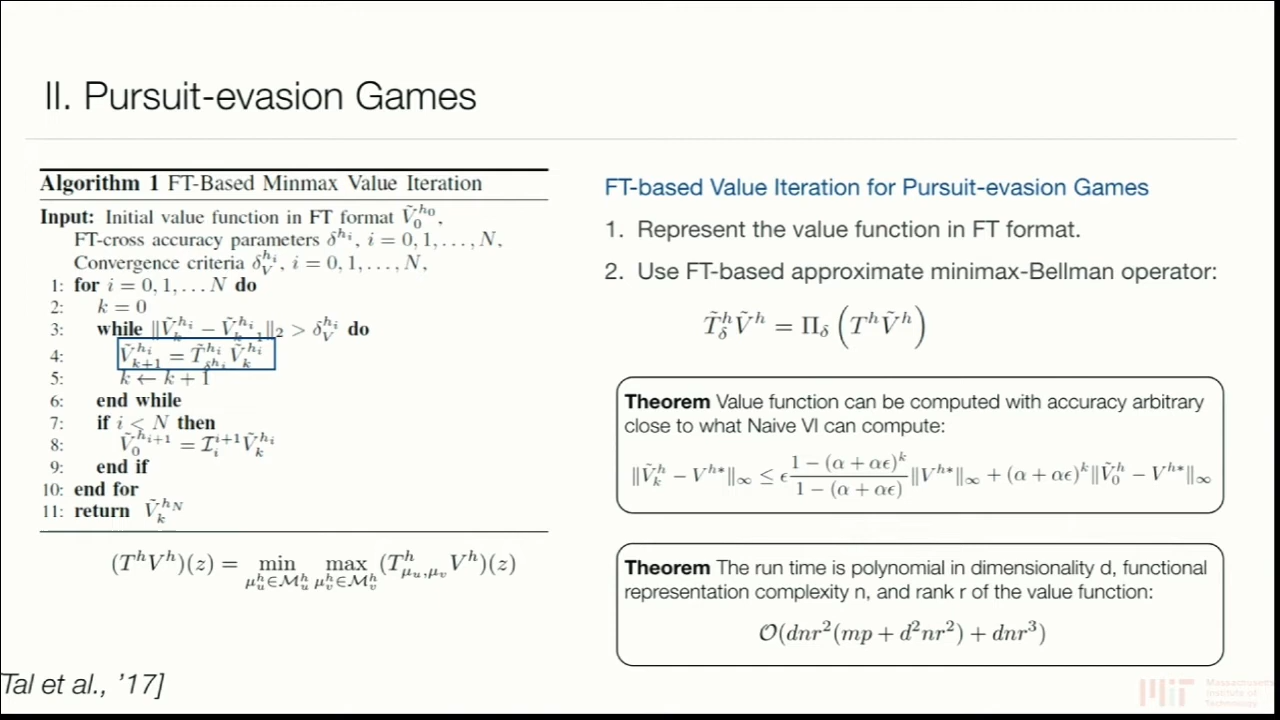 II. Pursuit-evasion Games
Algorithm 1 FT-Based Minmax Value Iteration
Input: Initial value function in FT format Ṽ_0^{h_0},
FT-cross accuracy parameters δ^{h_i}, i = 0, 1, . . . , N,
Convergence criteria δ_V^{h_i}, i = 0, 1, . . . , N,
1: for i = 0, 1, . . . N do
2: k = 0
3: while ‖Ṽ_k^{h_i} − Ṽ_{k−1}^{h_i}‖_2 > δ_V^{h_i} do
4: Ṽ_{k+1}^{h_i} = T̃_{δ^{h_i}}^{h_i} Ṽ_k^{h_i}
5: k ← k + 1
6: end while
7: if i < N then
8: Ṽ_0^{h_{i+1}} = I_i^{i+1} Ṽ_k^{h_i}
9: end if
10: end for
11: return Ṽ_k^{h_N}
(T^h V^h)(z) = min_{μ_u^h ∈ M_u^h} max_{μ_v^h ∈ M_v^h} (T^h_{μ_u,μ_v} V^h)(z)
Tal et al., ’17]
FT-based Value Iteration for Pursuit-evasion Games
1. Represent the value function in FT format.
2. Use FT-based approximate minimax-Bellman operator:
T̃_δ^h Ṽ^h = Π_δ (T^h Ṽ^h)
Theorem Value function can be computed with accuracy arbitrary
close to what Naive VI can compute:
‖Ṽ_k^h − V^{h*}‖_∞ ≤ ϵ \frac{1 − (α + αϵ)^k}{1 − (α + αϵ)} ‖V^{h*}‖_∞ + (α + αϵ)^k ‖Ṽ_0^h − V^{h*}‖_∞
Theorem The run time is polynomial in dimensionality d, functional
representation complexity n, and rank r of the value function:
O(dnr^2(mp + d^2nr^2) + dnr^3)
MIT
Massachusetts
Institute of
Technology